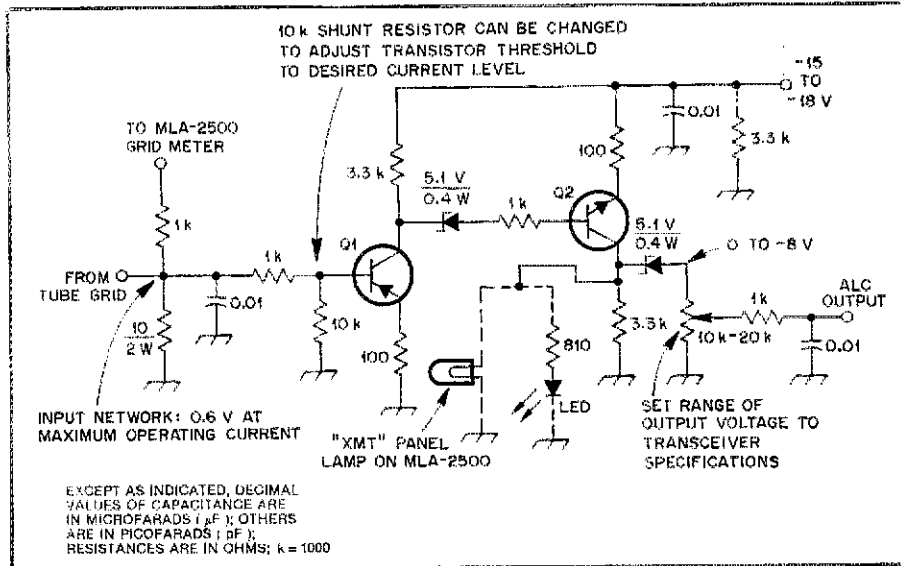 10 k SHUNT RESISTOR CAN BE CHANGED
TO ADJUST TRANSISTOR THRESHOLD
TO DESIRED CURRENT LEVEL
-15
TO
-18 V
0.01
3.3 k
100
TO MLA-2500
GRID METER
3.3 k
5.1 V
0.4 W
1 k
Q2
1 k
Q1
5.1 V
0.4 W
0 TO -8 V
FROM
TUBE GRID
1 k
0.01
10
2 W
10 k
100
810
LED
3.3 k
10 k-20 k
1 k
ALC
OUTPUT
0.01
INPUT NETWORK: 0.6 V AT
MAXIMUM OPERATING CURRENT
"XMT" PANEL
LAMP ON MLA-2500
SET RANGE OF
OUTPUT VOLTAGE TO
TRANSCEIVER
SPECIFICATIONS
EXCEPT AS INDICATED, DECIMAL
VALUES OF CAPACITANCE ARE
IN MICROFARADS ( µF ); OTHERS
ARE IN PICOFARADS ( pF );
RESISTANCES ARE IN OHMS; k = 1000